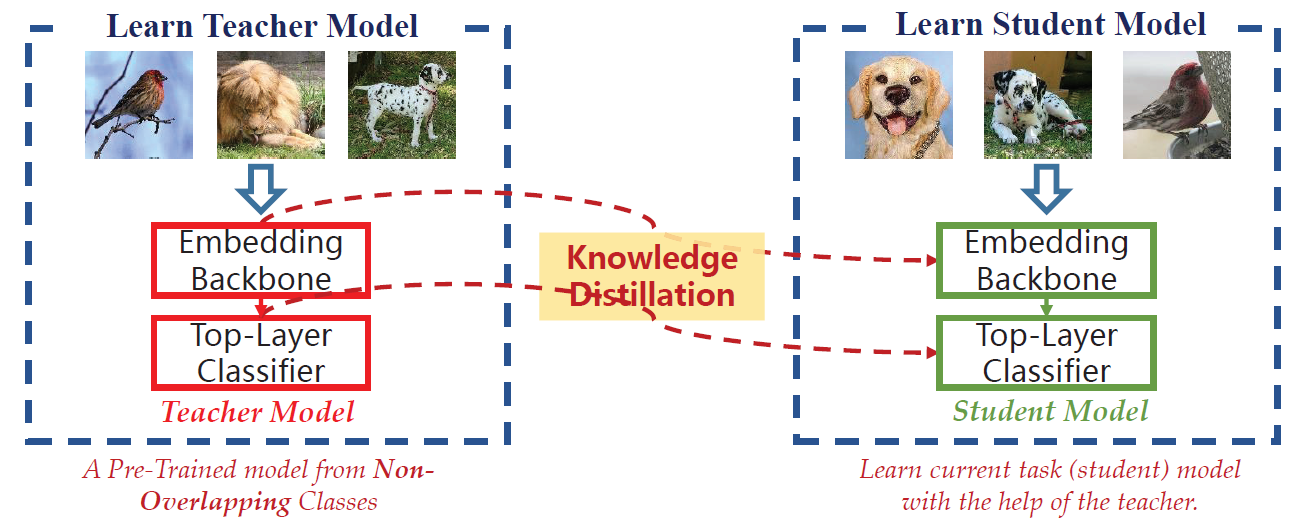 Learn Teacher Model
Embedding
Backbone
Top-Layer
Classifier
Teacher Model
A Pre-Trained model from Non-
Overlapping Classes
Knowledge
Distillation
Learn Student Model
Embedding
Backbone
Top-Layer
Classifier
Student Model
Learn current task (student) model
with the help of the teacher.